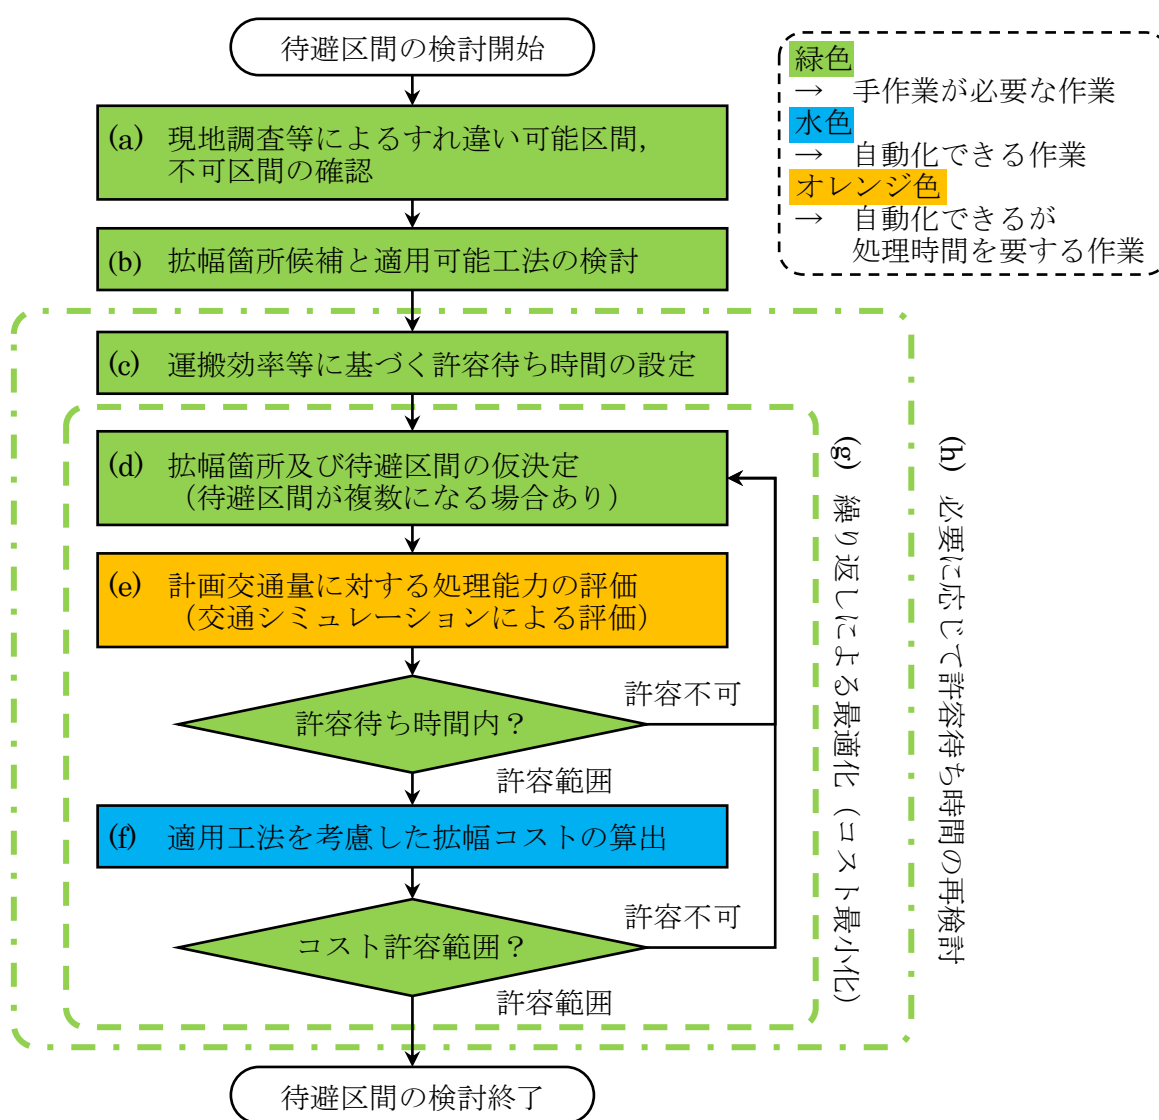 待避区間の検討開始
緑色
→ 手作業が必要な作業
水色
→ 自動化できる作業
オレンジ色
→ 自動化できるが
処理時間を要する作業
(a) 現地調査等によるすれ違い可能区間,
不可区間の確認
(b) 拡幅箇所候補と適用可能工法の検討
(c) 運搬効率等に基づく許容待ち時間の設定
(d) 拡幅箇所及び待避区間の仮決定
（待避区間が複数になる場合あり）
(e) 計画交通量に対する処理能力の評価
（交通シミュレーションによる評価）
許容待ち時間内？
許容不可
許容範囲
(f) 適用工法を考慮した拡幅コストの算出
コスト許容範囲？
許容不可
許容範囲
待避区間の検討終了
(g) 繰り返しによる最適化（コスト最小化）
(h) 必要に応じて許容待ち時間の再検討